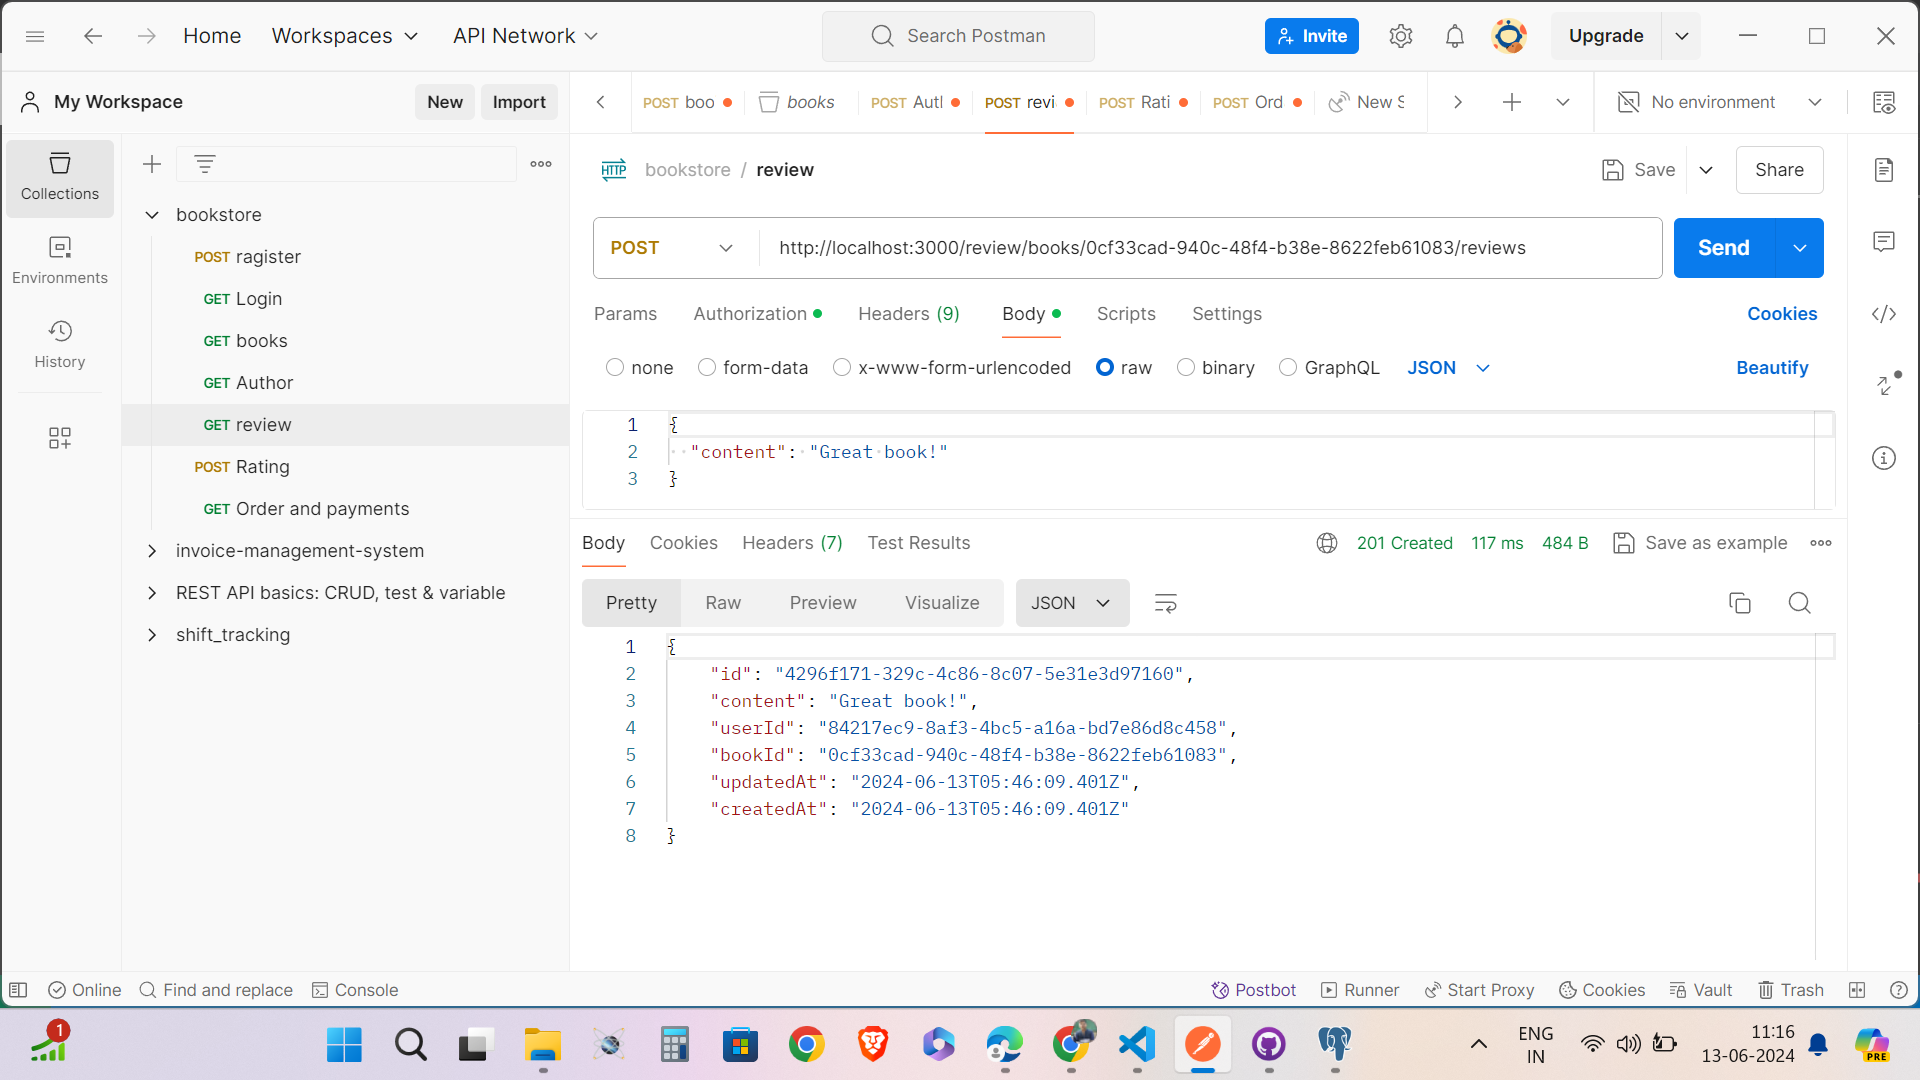 Home
Workspaces
API Network
Search Postman
Invite
Upgrade
My Workspace
New
Import
POST boo
books
POST Autl
POST revi
POST Rati
POST Ord
New S
No environment
Collections
Environments
History
bookstore
POST ragister
GET Login
GET books
GET Author
GET review
POST Rating
GET Order and payments
invoice-management-system
REST API basics: CRUD, test & variable
shift_tracking
HTTP
bookstore / review
Save
Share
POST
http://localhost:3000/review/books/0cf33cad-940c-48f4-b38e-8622feb61083/reviews
Send
Params
Authorization
Headers (9)
Body
Scripts
Settings
Cookies
none
form-data
x-www-form-urlencoded
raw
binary
GraphQL
JSON
Beautify
1 {
2 "content": "Great book!"
3 }
Body
Cookies
Headers (7)
Test Results
201 Created
117 ms
484 B
Save as example
Pretty
Raw
Preview
Visualize
JSON
1 {
2 "id": "4296f171-329c-4c86-8c07-5e31e3d97160",
3 "content": "Great book!",
4 "userId": "84217ec9-8af3-4bc5-a16a-bd7e86d8c458",
5 "bookId": "0cf33cad-940c-48f4-b38e-8622feb61083",
6 "updatedAt": "2024-06-13T05:46:09.401Z",
7 "createdAt": "2024-06-13T05:46:09.401Z"
8 }
Online
Find and replace
Console
Postbot
Runner
Start Proxy
Cookies
Vault
Trash
1
ENG
IN
11:16
13-06-2024
PRE